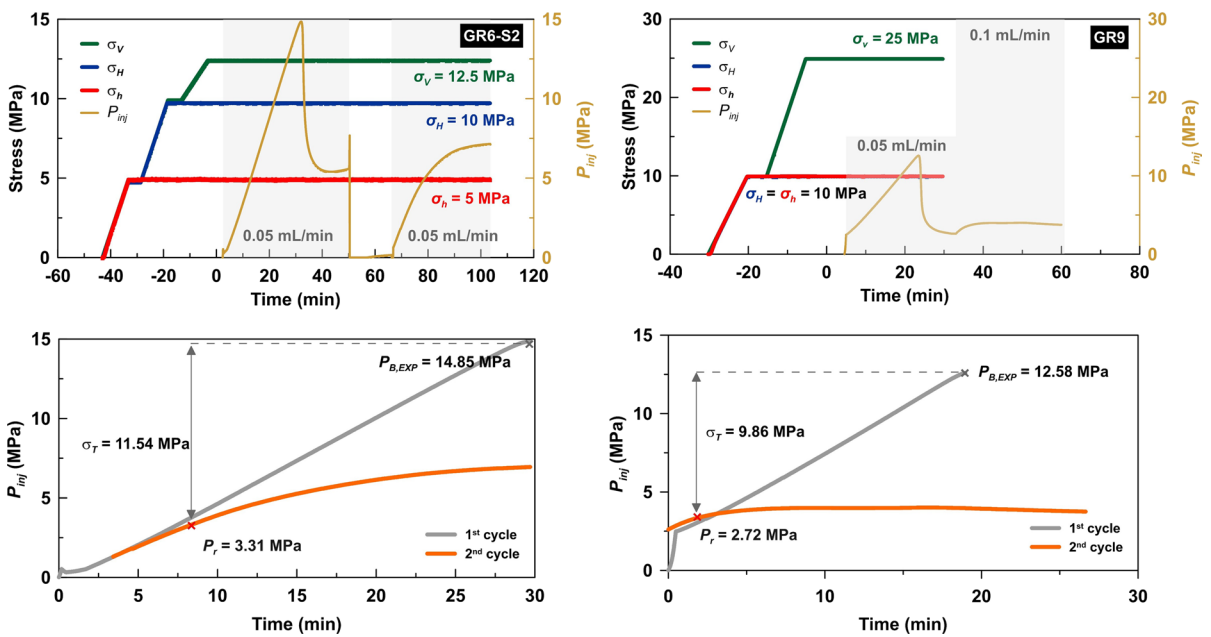 GR6-S2
σV
σH
σh
Pinj
σV = 12.5 MPa
σH = 10 MPa
σh = 5 MPa
0.05 mL/min
0.05 mL/min
Stress (MPa)
Pinj (MPa)
15
10
5
0
15
10
5
0
-60
-40
-20
0
20
40
60
80
100
120
Time (min)
GR9
σV
σH
σh
Pinj
σv = 25 MPa
0.1 mL/min
0.05 mL/min
σH = σh = 10 MPa
Stress (MPa)
Pinj (MPa)
30
25
20
15
10
5
0
30
25
20
15
10
5
0
-40
-20
0
20
40
60
80
Time (min)
PB,EXP = 14.85 MPa
σT = 11.54 MPa
Pr = 3.31 MPa
1st cycle
2nd cycle
Pinj (MPa)
15
10
5
0
0
5
10
15
20
25
30
Time (min)
PB,EXP = 12.58 MPa
σT = 9.86 MPa
Pr = 2.72 MPa
1st cycle
2nd cycle
Pinj (MPa)
15
10
5
0
0
10
20
30
Time (min)